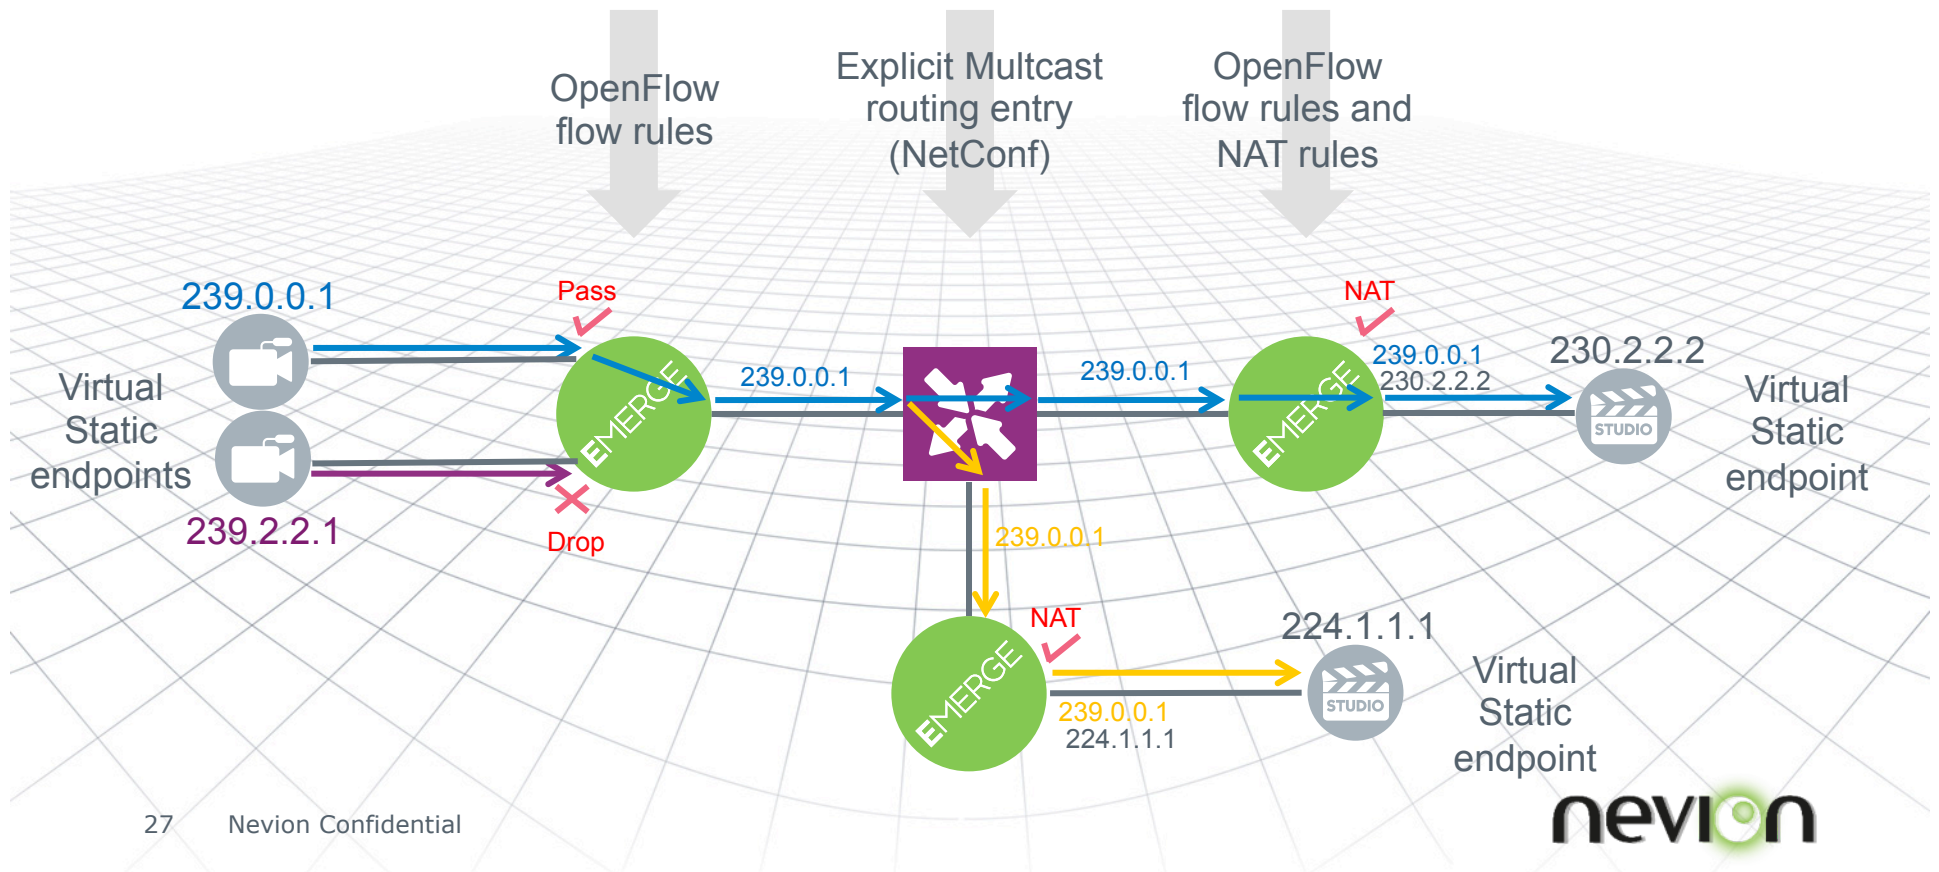 OpenFlow
flow rules
Explicit Multcast
routing entry
(NetConf)
OpenFlow
flow rules and
NAT rules
239.0.0.1
Pass
NAT
Virtual
Static
endpoints
EMERGE
239.0.0.1
239.0.0.1
EMERGE
239.0.0.1
230.2.2.2
230.2.2.2
STUDIO
Virtual
Static
endpoint
239.2.2.1
Drop
239.0.0.1
NAT
EMERGE
239.0.0.1
224.1.1.1
224.1.1.1
STUDIO
Virtual
Static
endpoint
27 Nevion Confidential
nevion